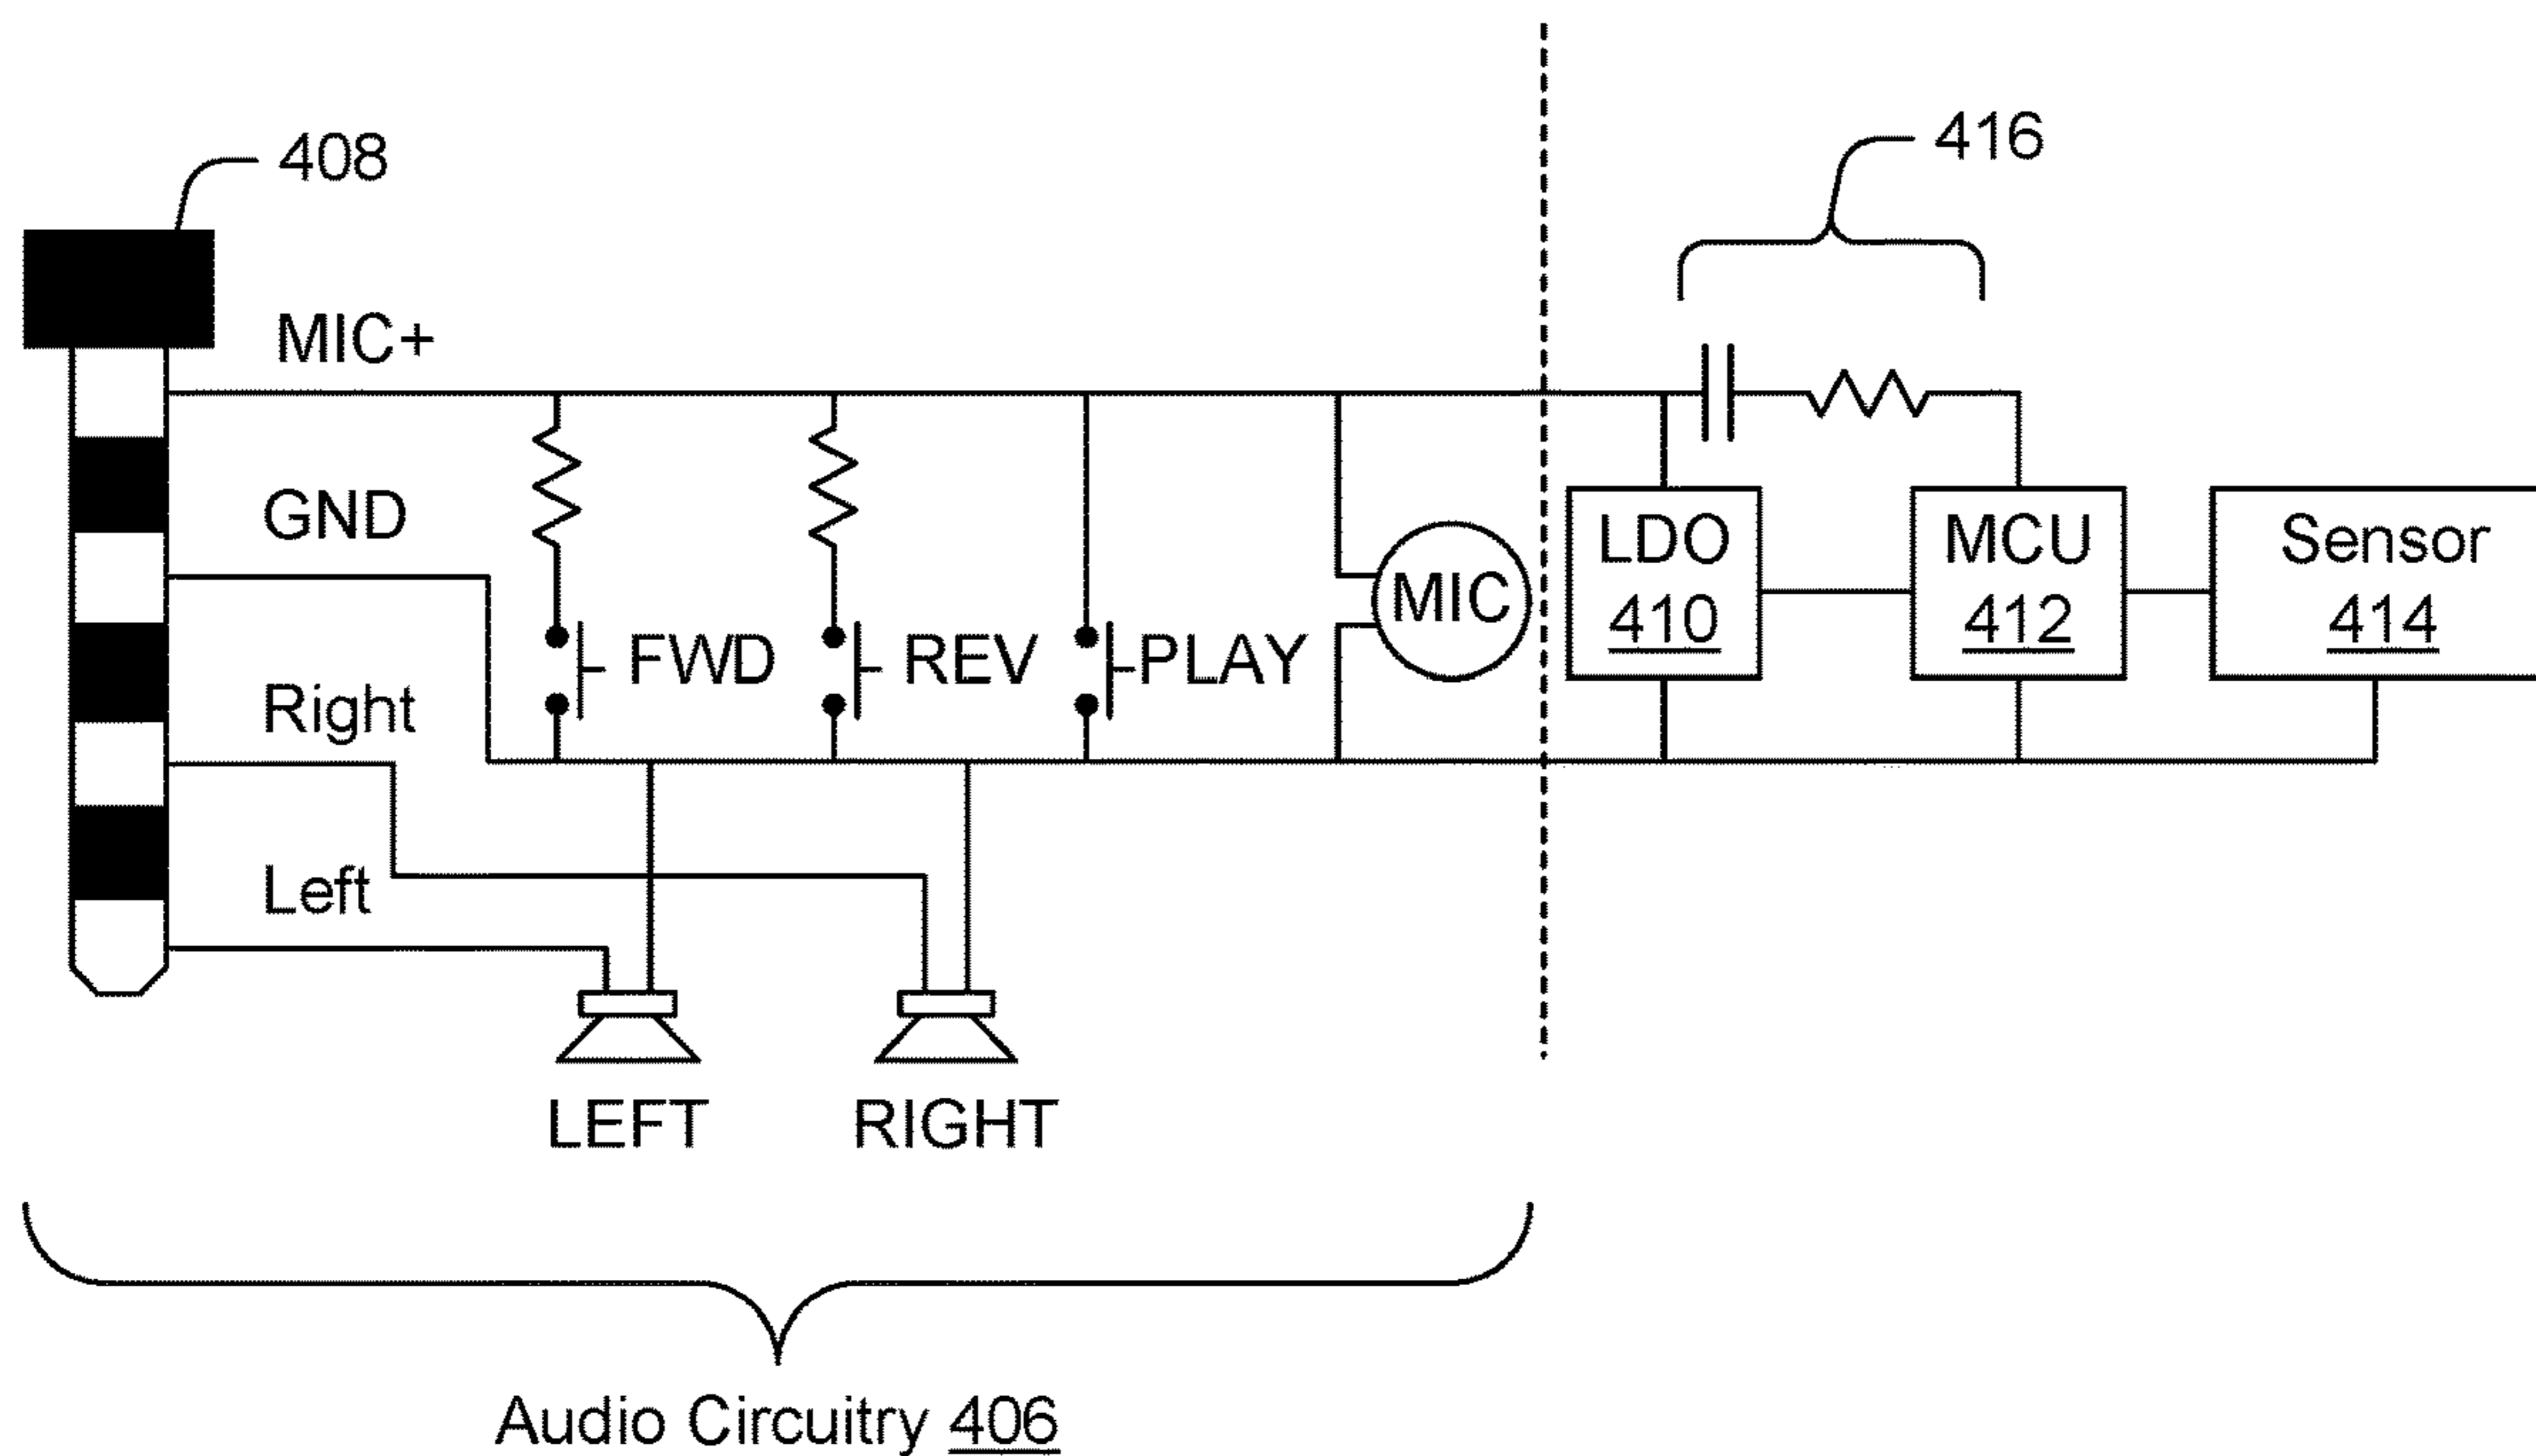 408
416
MIC+
GND
LDO
410
MCU
412
Sensor
414
MIC
FWD
REV
PLAY
Right
Left
LEFT
RIGHT
Audio Circuitry 406